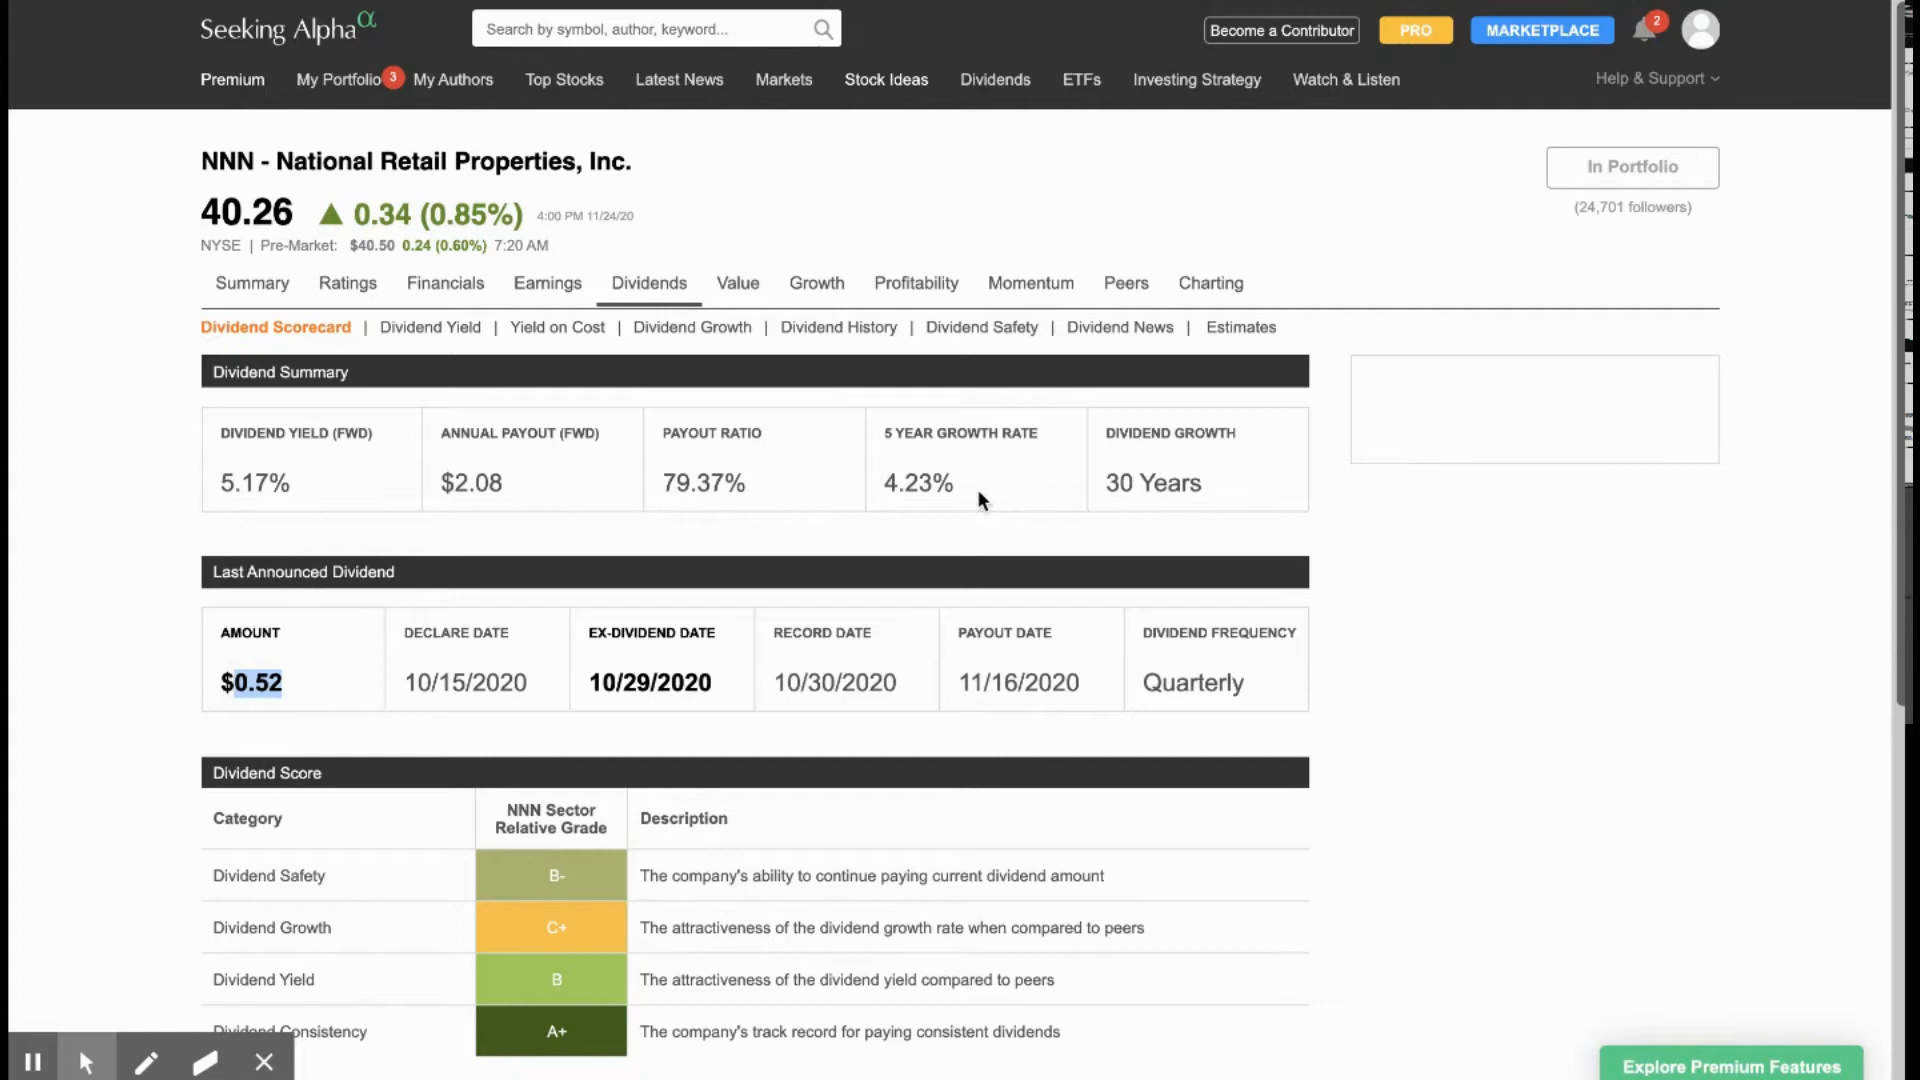 Seeking Alpha α
Search by symbol, author, keyword...
Become a Contributor
PRO
MARKETPLACE
2
Premium
My Portfolio 3
My Authors
Top Stocks
Latest News
Markets
Stock Ideas
Dividends
ETFs
Investing Strategy
Watch & Listen
Help & Support
NNN - National Retail Properties, Inc.
In Portfolio
(24,701 followers)
40.26 ▲ 0.34 (0.85%) 4:00 PM 11/24/20
NYSE | Pre-Market: $40.50 0.24 (0.60%) 7:20 AM
Summary Ratings Financials Earnings Dividends Value Growth Profitability Momentum Peers Charting
Dividend Scorecard | Dividend Yield | Yield on Cost | Dividend Growth | Dividend History | Dividend Safety | Dividend News | Estimates
Dividend Summary
DIVIDEND YIELD (FWD) ANNUAL PAYOUT (FWD) PAYOUT RATIO 5 YEAR GROWTH RATE DIVIDEND GROWTH
5.17% $2.08 79.37% 4.23% 30 Years
Last Announced Dividend
AMOUNT DECLARE DATE EX-DIVIDEND DATE RECORD DATE PAYOUT DATE DIVIDEND FREQUENCY
$0.52 10/15/2020 10/29/2020 10/30/2020 11/16/2020 Quarterly
Dividend Score
Category NNN Sector Relative Grade Description
Dividend Safety B- The company's ability to continue paying current dividend amount
Dividend Growth C+ The attractiveness of the dividend growth rate when compared to peers
Dividend Yield B The attractiveness of the dividend yield compared to peers
Dividend Consistency A+ The company's track record for paying consistent dividends
Explore Premium Features